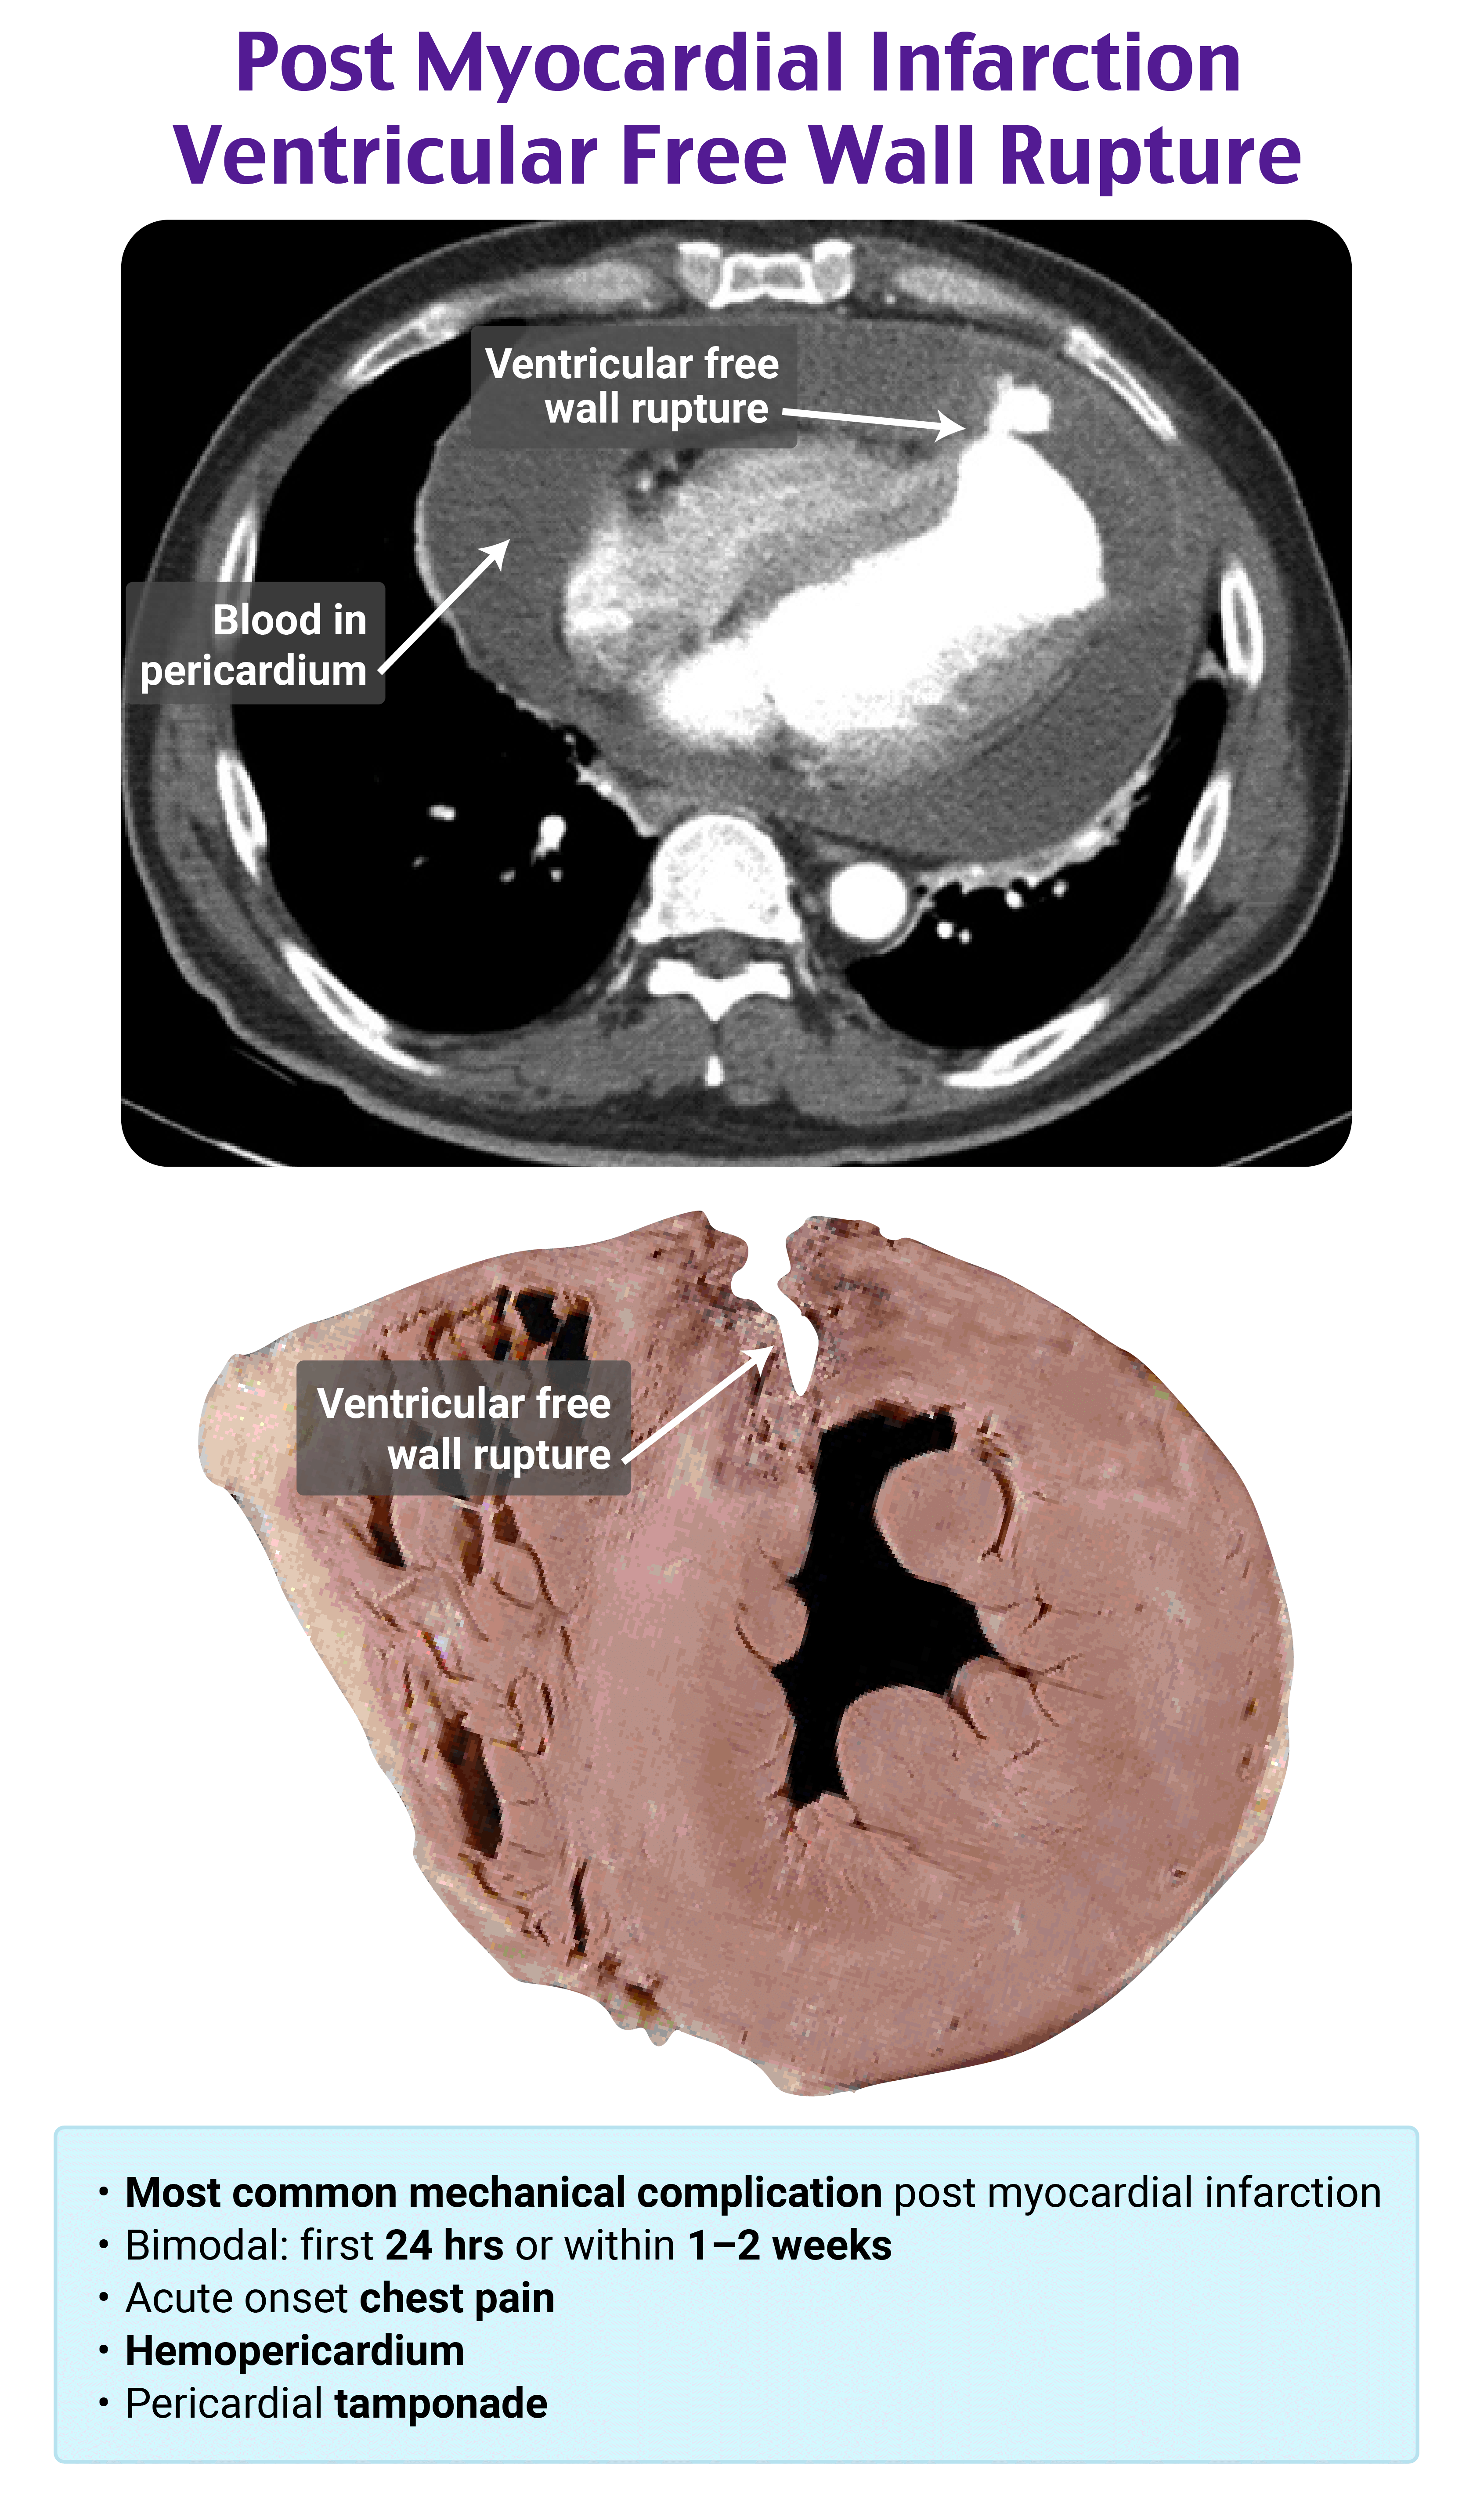 Post Myocardial Infarction
Ventricular Free Wall Rupture
Ventricular free
wall rupture
Blood in
pericardium
Ventricular free
wall rupture
• Most common mechanical complication post myocardial infarction
• Bimodal: first 24 hrs or within 1–2 weeks
• Acute onset chest pain
• Hemopericardium
• Pericardial tamponade